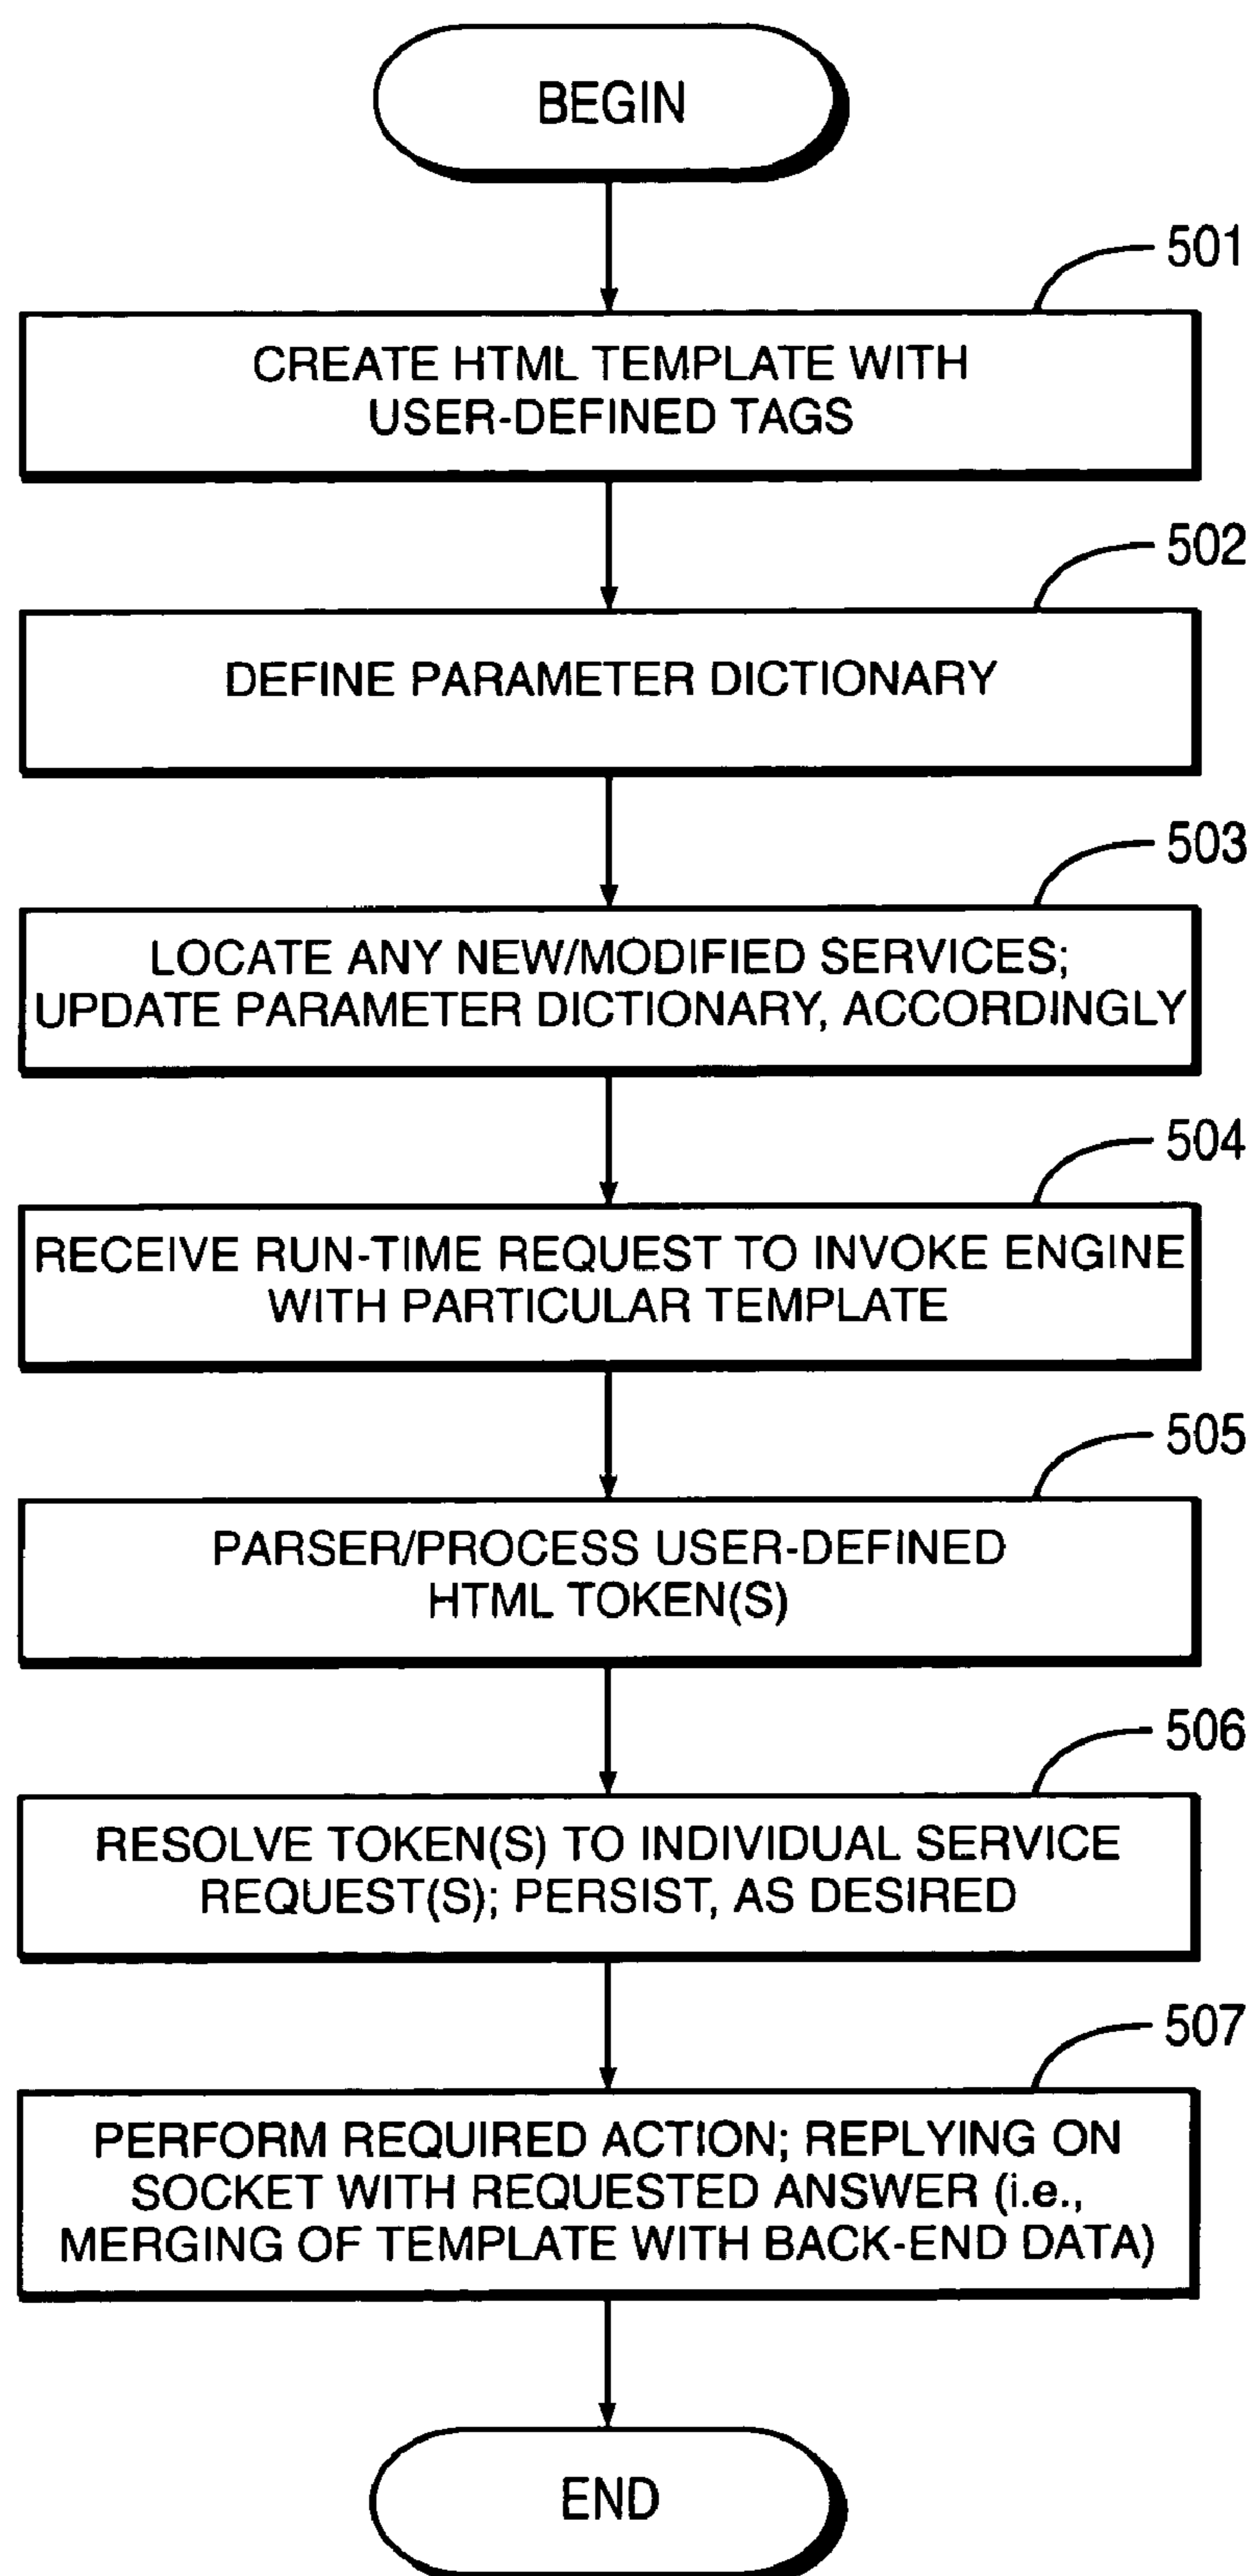 BEGIN
501
CREATE HTML TEMPLATE WITH
USER-DEFINED TAGS
502
DEFINE PARAMETER DICTIONARY
503
LOCATE ANY NEW/MODIFIED SERVICES;
UPDATE PARAMETER DICTIONARY, ACCORDINGLY
504
RECEIVE RUN-TIME REQUEST TO INVOKE ENGINE
WITH PARTICULAR TEMPLATE
505
PARSER/PROCESS USER-DEFINED
HTML TOKEN(S)
506
RESOLVE TOKEN(S) TO INDIVIDUAL SERVICE
REQUEST(S); PERSIST, AS DESIRED
507
PERFORM REQUIRED ACTION; REPLYING ON
SOCKET WITH REQUESTED ANSWER (i.e.,
MERGING OF TEMPLATE WITH BACK-END DATA)
END